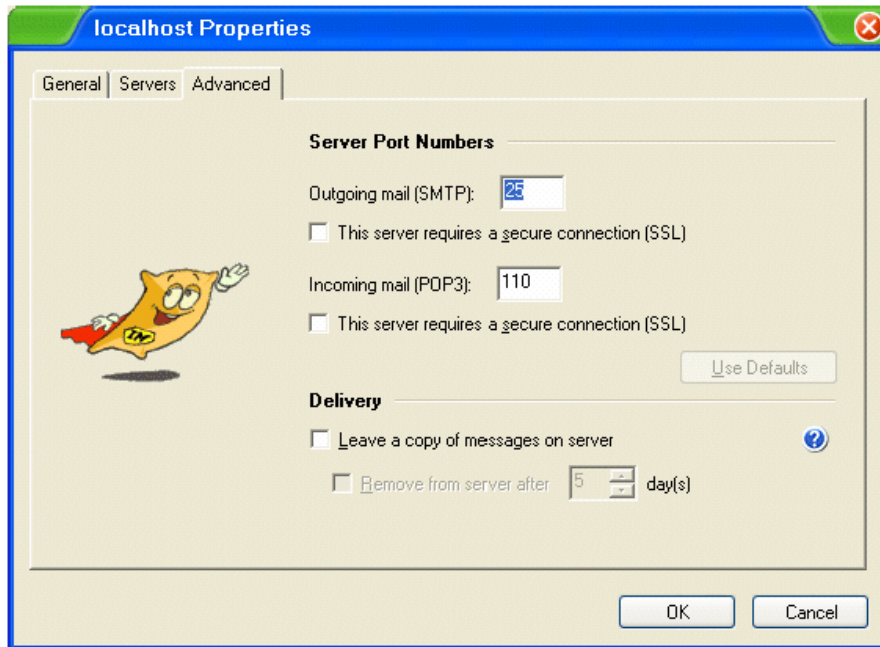 localhost Properties
General Servers Advanced
Server Port Numbers
Outgoing mail (SMTP): 25
This server requires a secure connection (SSL)
Incoming mail (POP3): 110
This server requires a secure connection (SSL)
Use Defaults
Delivery
Leave a copy of messages on server
Remove from server after 5 day(s)
IM
OK Cancel